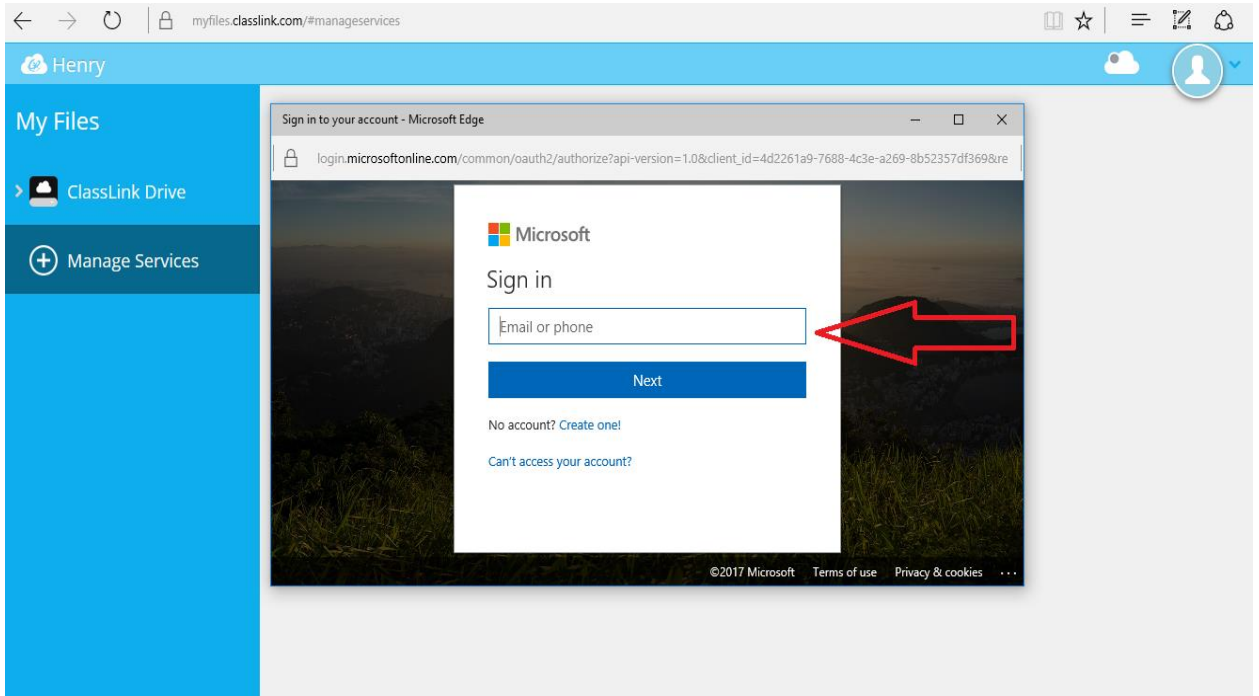 myfiles.classlink.com/#manageservices
Henry
My Files
ClassLink Drive
Manage Services
Sign in to your account - Microsoft Edge
login.microsoftonline.com/common/oauth2/authorize?api-version=1.0&client_id=4d2261a9-7688-4c3e-a269-8b52357df369&re
Microsoft
Sign in
Email or phone
Next
No account? Create one!
Can't access your account?
©2017 Microsoft Terms of use Privacy & cookies ...